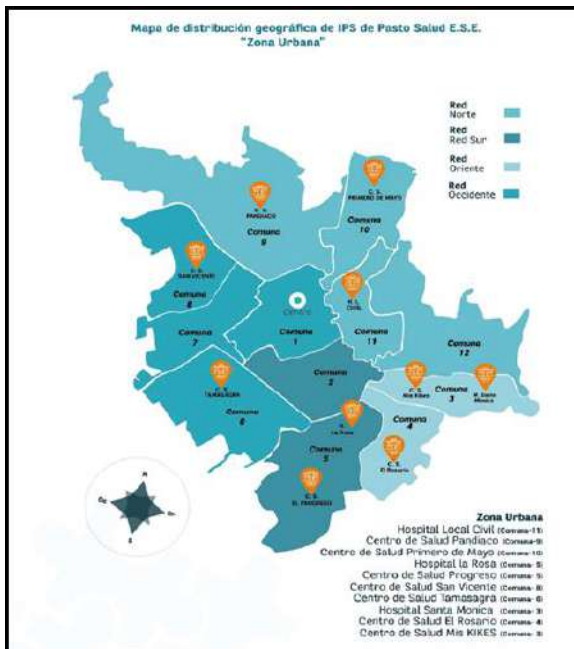 Mapa de distribución geográfica de IPS de Pasto Salud E.S.E.
"Zona Urbana"
Red
Norte
Red
Red Sur
Red
Oriente
Red
Occidente
C. S.
PRIMERO DE MAYO
Comuna
10
PANDIACO
Comuna
9
C. S.
SAN VICENTE
Comuna
8
Comuna
7
Centro
Comuna
1
CIVIL
Comuna
11
Comuna
12
C. S.
TAMASAGRA
Comuna
6
Comuna
2
C. S.
Mis Kikes
Comuna
3
H. Santa
Monica
4
C. S.
El Rosario
La Rosa
Comuna
5
C. S.
EL PROGRESO
N
S
Zona Urbana
Hospital Local Civil (Comuna-11)
Centro de Salud Pandiaco (Comuna-9)
Centro de Salud Primero de Mayo (Comuna-10)
Hospital la Rosa (Comuna- 5)
Centro de Salud Progreso (Comuna- 5)
Centro de Salud San Vicente (Comuna- 8)
Centro de Salud Tamasagra (Comuna- 6)
Hospital Santa Monica (Comuna- 3)
Centro de Salud El Rosario (Comuna- 4)
Centro de Salud Mis KIKES (Comuna- 3)